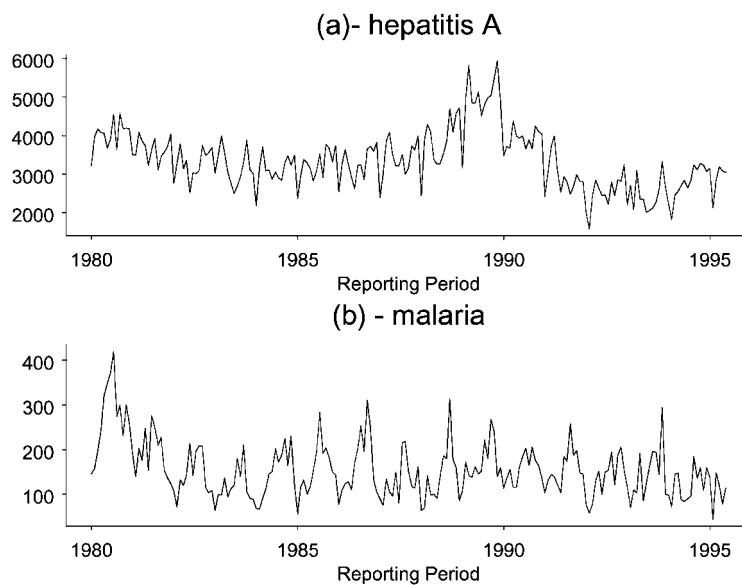 (a)- hepatitis A
6000
5000
4000
3000
2000
1980 1985 1990 1995
Reporting Period
(b) - malaria
400
300
200
100
1980 1985 1990 1995
Reporting Period